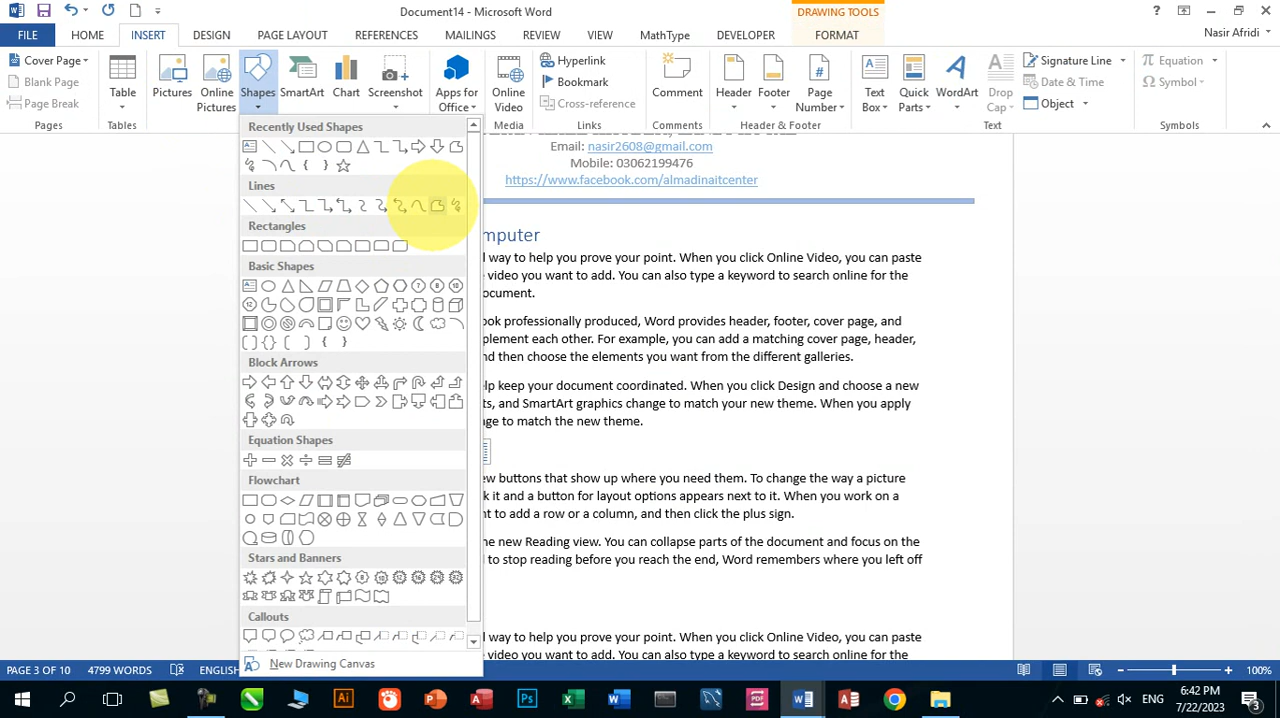 Document14 - Microsoft Word
DRAWING TOOLS
?
FILE
HOME
INSERT
DESIGN
PAGE LAYOUT
REFERENCES
MAILINGS
REVIEW
VIEW
MathType
DEVELOPER
FORMAT
Nasir Afridi
Cover Page
Blank Page
Page Break
Pages
Table
Tables
Pictures
Online Pictures
Shapes
SmartArt
Chart
Screenshot
Apps for Office
Online Video
Media
Hyperlink
Bookmark
Cross-reference
Links
Comment
Comments
Header
Footer
Page Number
Header & Footer
Text Box
Quick Parts
WordArt
Drop Cap
Signature Line
Date & Time
Object
Text
Equation
Symbol
Symbols
Recently Used Shapes
Lines
Rectangles
Basic Shapes
Block Arrows
Equation Shapes
Flowchart
Stars and Banners
Callouts
New Drawing Canvas
Email: nasir2608@gmail.com
Mobile: 03062199476
https://www.facebook.com/almadinaitcenter
mputer
l way to help you prove your point. When you click Online Video, you can paste
e video you want to add. You can also type a keyword to search online for the
ocument.
ook professionally produced, Word provides header, footer, cover page, and
plement each other. For example, you can add a matching cover page, header,
nd then choose the elements you want from the different galleries.
elp keep your document coordinated. When you click Design and choose a new
ts, and SmartArt graphics change to match your new theme. When you apply
ge to match the new theme.
ew buttons that show up where you need them. To change the way a picture
k it and a button for layout options appears next to it. When you work on a
nt to add a row or a column, and then click the plus sign.
he new Reading view. You can collapse parts of the document and focus on the
d to stop reading before you reach the end, Word remembers where you left off
l way to help you prove your point. When you click Online Video, you can paste
e video you want to add. You can also type a keyword to search online for the
PAGE 3 OF 10
4799 WORDS
ENGLISH
100%
ENG
6:42 PM
7/22/2023